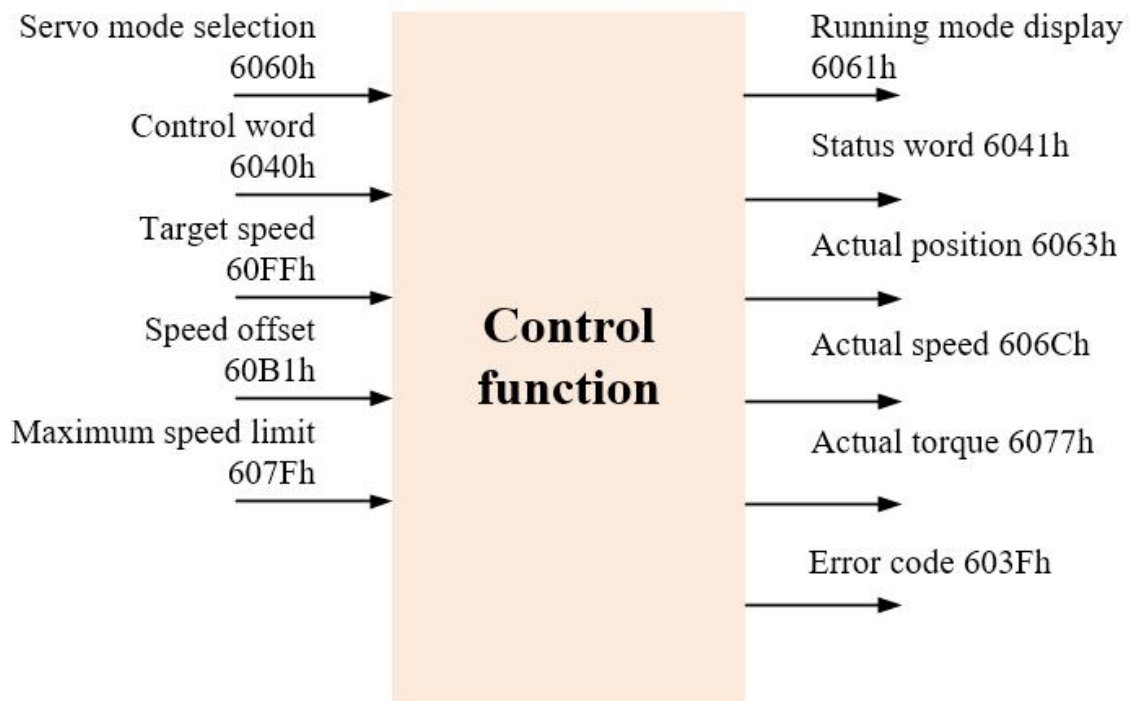 Servo mode selection
6060h
Control word
6040h
Target speed
60FFh
Speed offset
60B1h
Maximum speed limit
607Fh
Control
function
Running mode display
6061h
Status word 6041h
Actual position 6063h
Actual speed 606Ch
Actual torque 6077h
Error code 603Fh